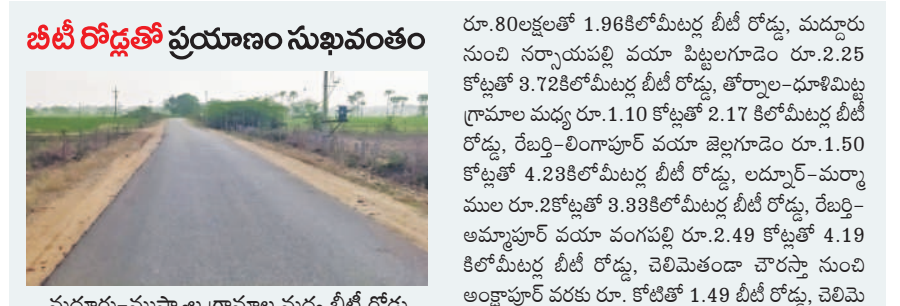 బీటీ రోడ్లతో ప్రయాణం సుఖవంతం
రూ.80లక్షలతో 1.96కిలోమీటర్ల బీటీ రోడ్డు, మద్దూరు
నుంచి నర్సాయపల్లి వయా పిట్టలగూడెం రూ.2.25
కోట్లతో 3.72కిలోమీటర్ల బీటీ రోడ్డు, తోర్నాల-ధూళిమిట్ట
గ్రామాల మధ్య రూ.1.10 కోట్లతో 2.17 కిలోమీటర్ల బీటీ
రోడ్డు, రేబర్తి-లింగాపూర్ వయా జెల్లగూడెం రూ.1.50
కోట్లతో 4.23కిలోమీటర్ల బీటీ రోడ్డు, లద్నూర్-మర్మా
ముల రూ.2కోట్లతో 3.33కిలోమీటర్ల బీటీ రోడ్డు, రేబర్తి-
అమ్మాపూర్ వయా వంగపల్లి రూ.2.49 కోట్లతో 4.19
కిలోమీటర్ల బీటీ రోడ్డు, చెలిమెతండా చౌరస్తా నుంచి
అంక్షాపూర్ వరకు రూ. కోటితో 1.49 బీటీ రోడ్డు, చెలిమె